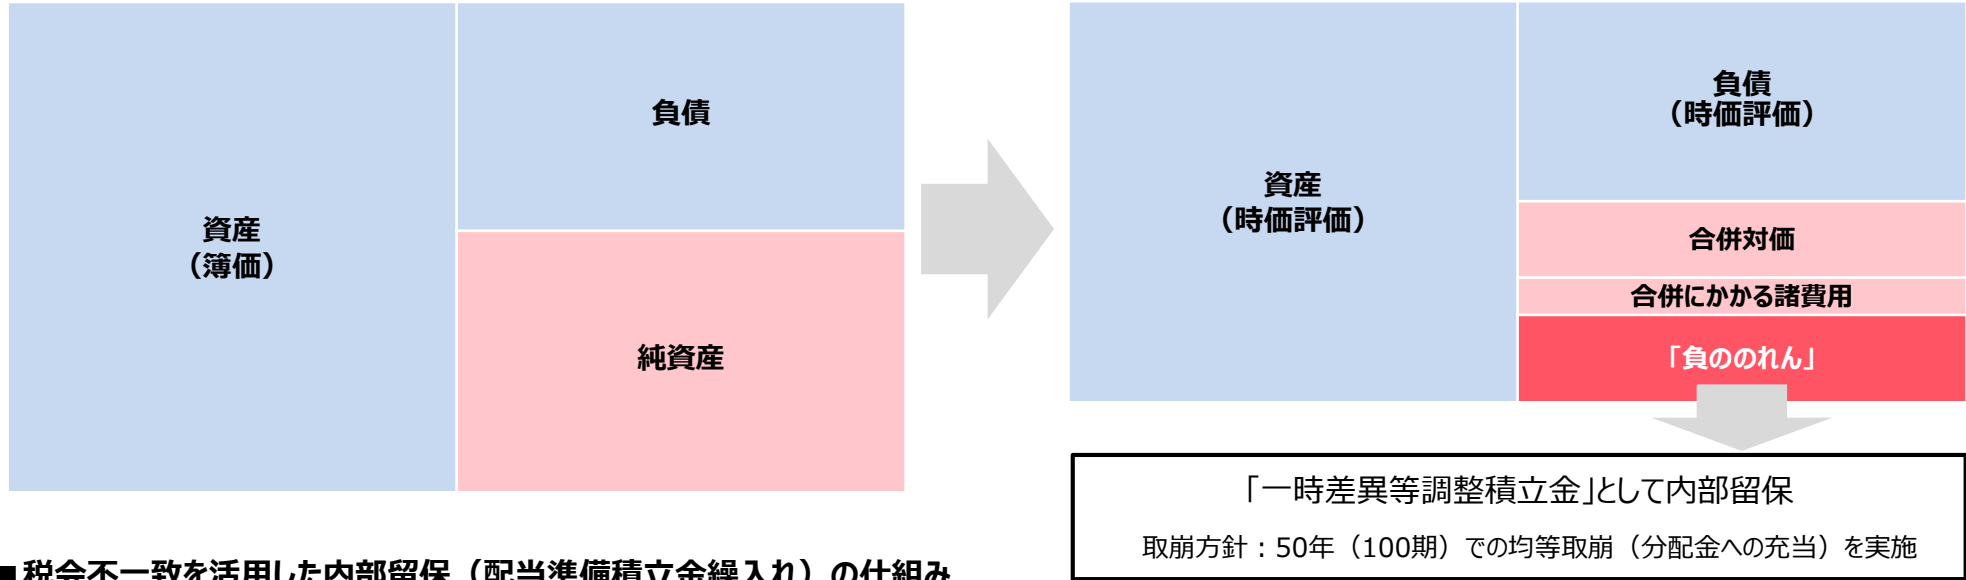 資産
（簿価）
負債
純資産
資産
（時価評価）
負債
（時価評価）
合併対価
合併にかかる諸費用
「負ののれん」
「一時差異等調整積立金」として内部留保
取崩方針：50年（100期）での均等取崩（分配金への充当）を実施
■税会不一致を活用した内部留保（配当準備積立金繰入れ）の仕組み